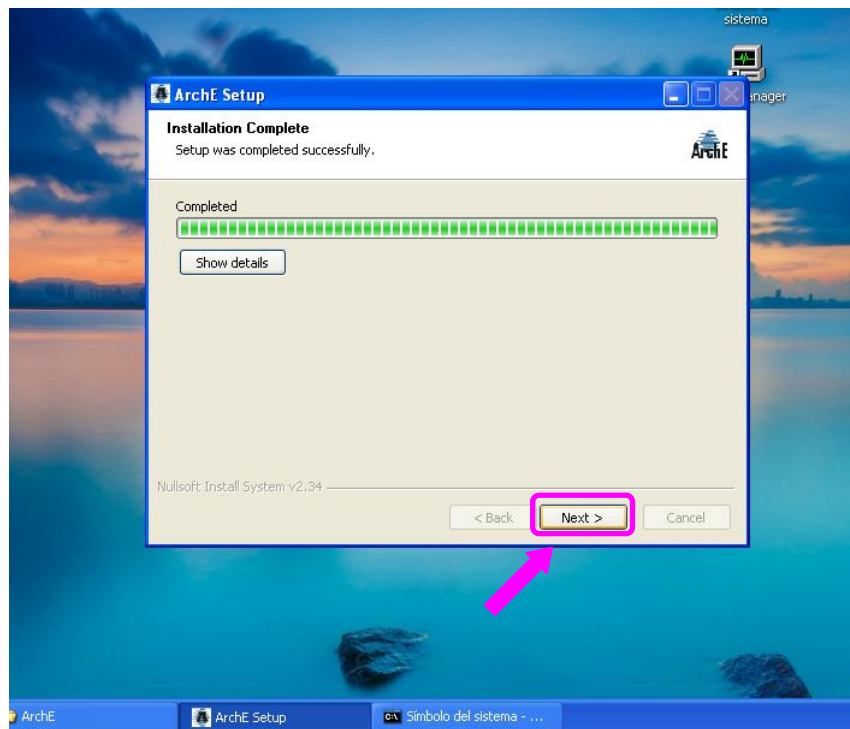 sistema
anager
ArchE Setup
Installation Complete
Setup was completed successfully.
ArchE
Completed
Show details
Nullsoft Install System v2.34
< Back
Next >
Cancel
ArchE
ArchE Setup
Símbolo del sistema - ...